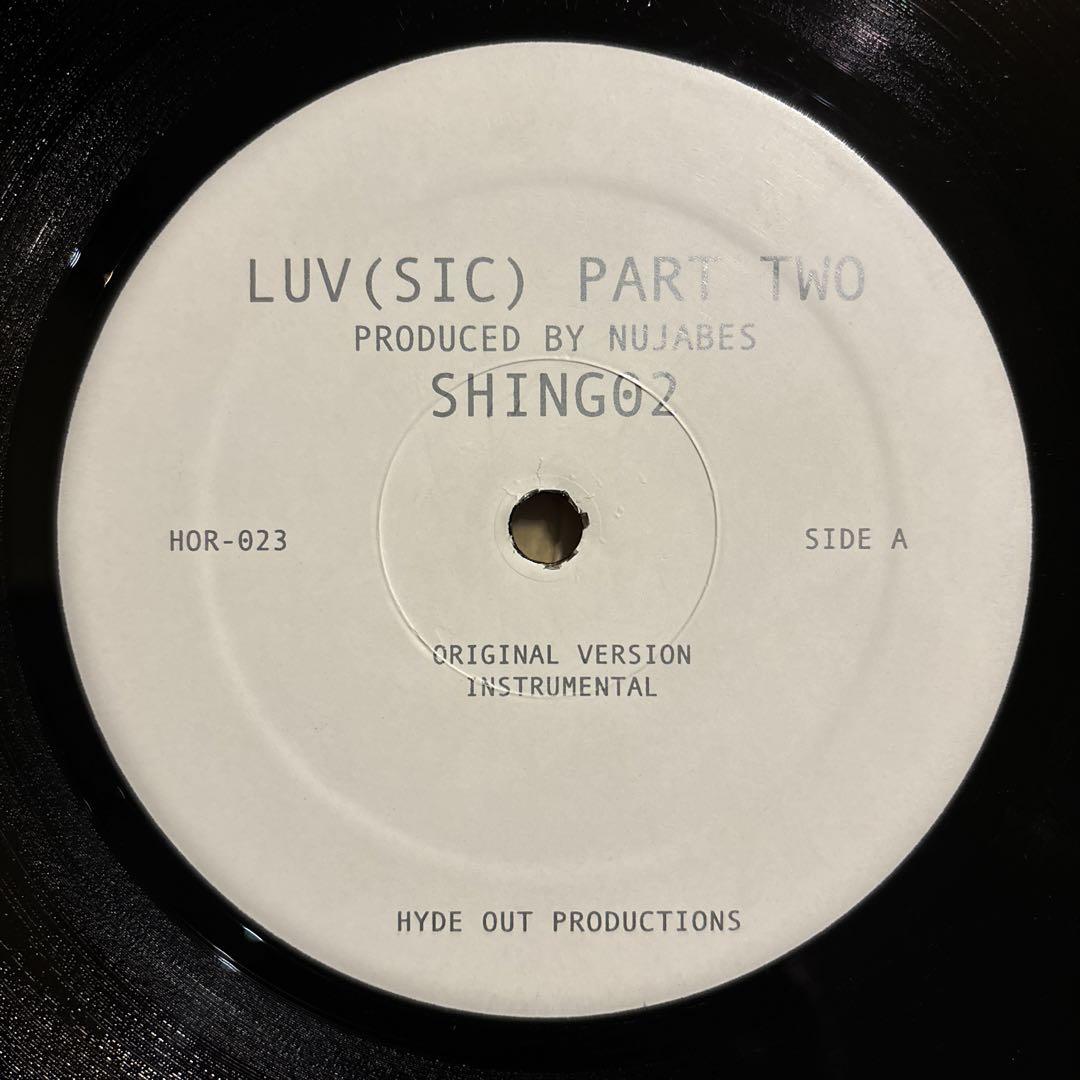 LUV(SIC) PART TWO
PRODUCED BY NUJABES
SHING02
HOR-023
SIDE A
ORIGINAL VERSION
INSTRUMENTAL
HYDE OUT PRODUCTIONS